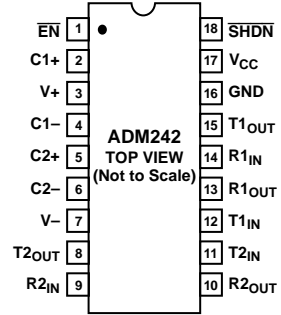 EN 1 18 SHDN
C1+ 2 17 VCC
V+ 3 16 GND
C1– 4 15 T1OUT
ADM242
TOP VIEW
(Not to Scale)
C2+ 5 14 R1IN
C2– 6 13 R1OUT
V– 7 12 T1IN
T2OUT 8 11 T2IN
R2IN 9 10 R2OUT